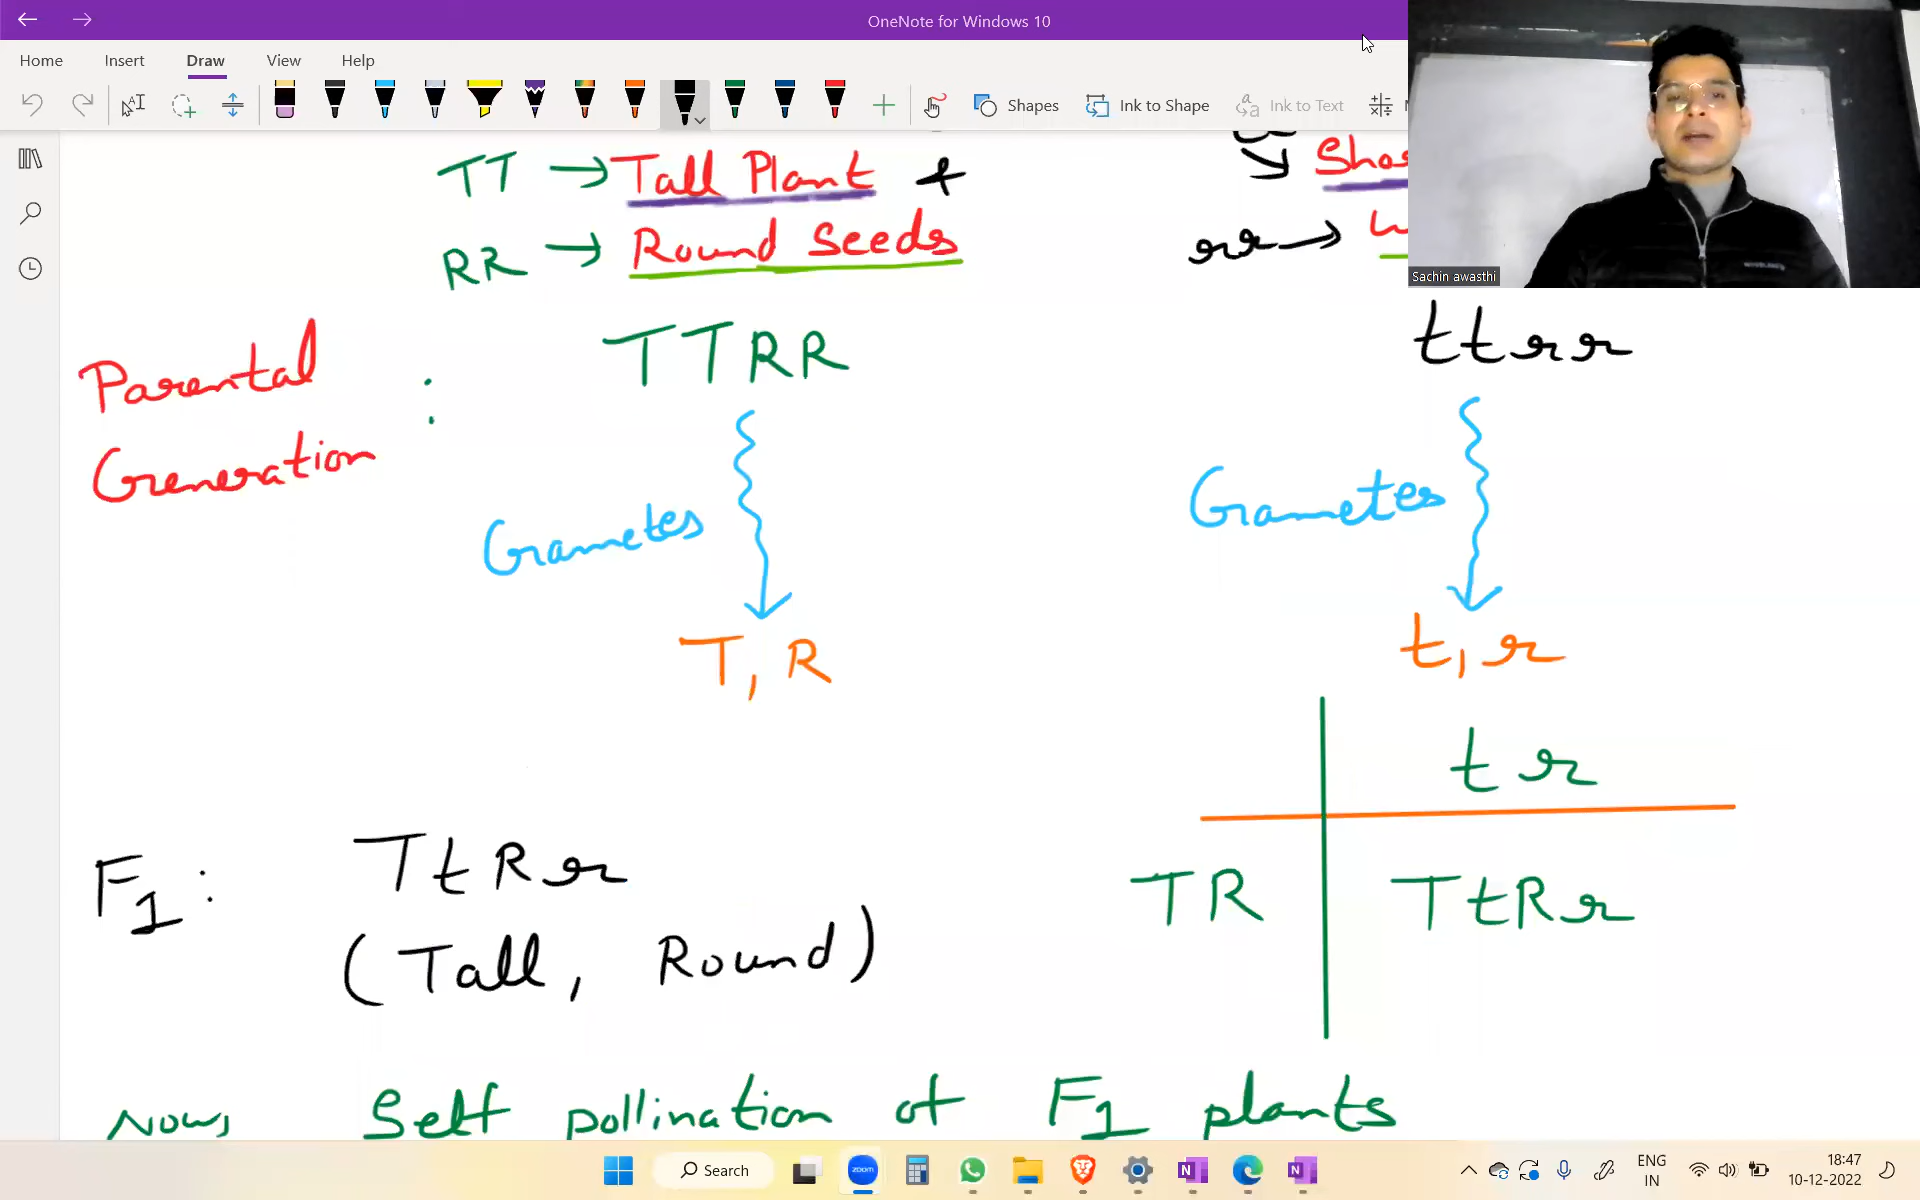 OneNote for Windows 10
Home Insert Draw View Help
Shapes Ink to Shape Ink to Text
TT → Tall Plant +
RR → Round Seeds
rr →
Sachin awasthi
Parental Generation : TTRR ttrr
Gametes Gametes
T, R t, r
t r
TR TtRr
F1 : TtRr
(Tall, Round)
Now, Self pollination of F1 plants
Search
zoom
ENG
IN
18:47
10-12-2022